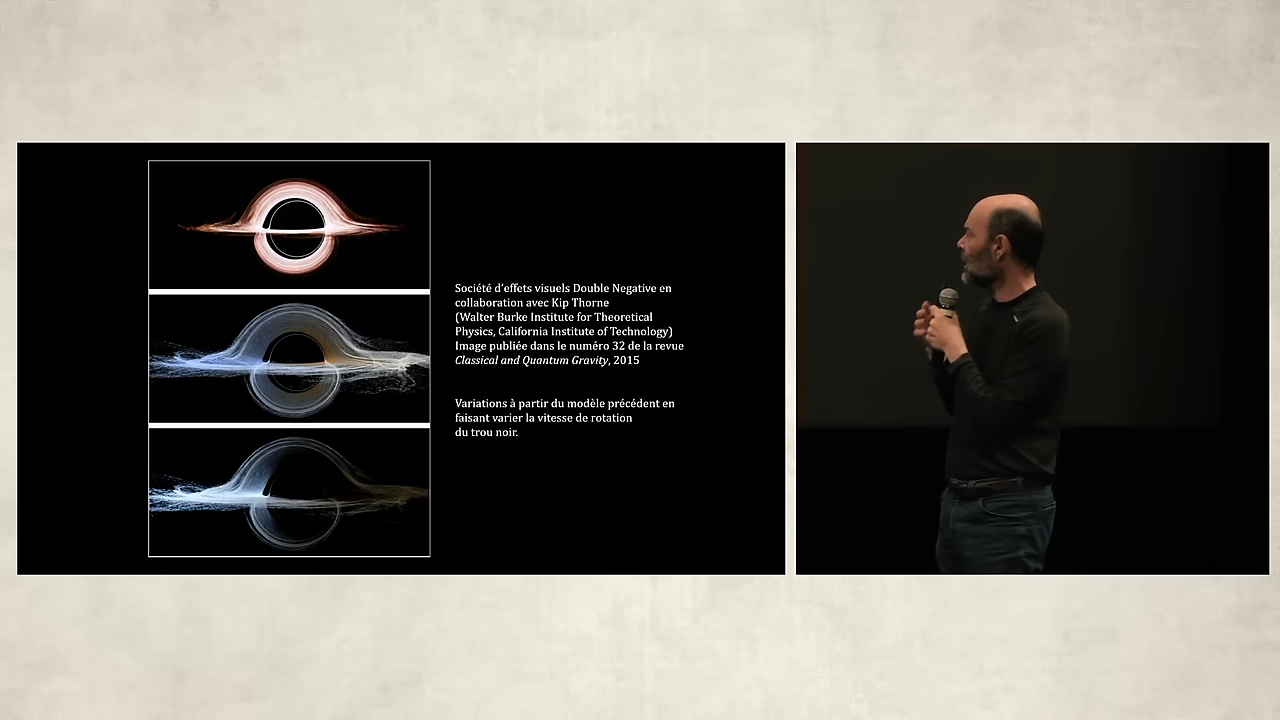 Société d'effets visuels Double Negative en
collaboration avec Kip Thorne
(Walter Burke Institute for Theoretical
Physics, California Institute of Technology)
Image publiée dans le numéro 32 de la revue
Classical and Quantum Gravity, 2015
Variations à partir du modèle précédent en
faisant varier la vitesse de rotation
du trou noir.